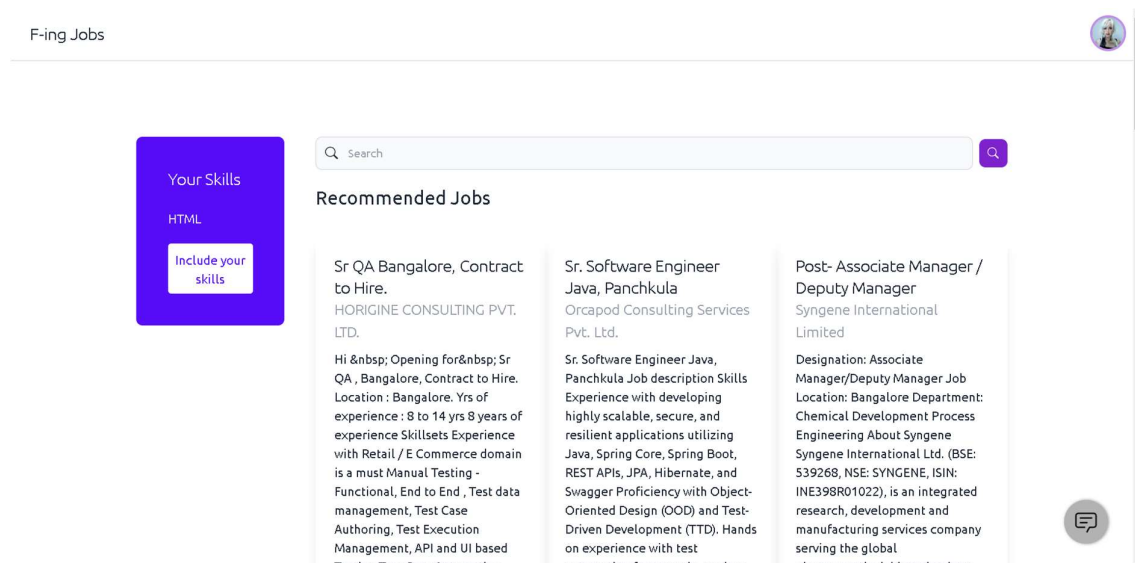 F-ing Jobs
Your Skills
HTML
Include your
skills
Search
Recommended Jobs
Sr QA Bangalore, Contract
to Hire.
HORIGINE CONSULTING PVT.
LTD.
Hi &nbsp; Opening for&nbsp; Sr
QA , Bangalore, Contract to Hire.
Location : Bangalore. Yrs of
experience : 8 to 14 yrs 8 years of
experience Skillsets Experience
with Retail / E Commerce domain
is a must Manual Testing -
Functional, End to End , Test data
management, Test Case
Authoring, Test Execution
Management, API and UI based
Sr. Software Engineer
Java, Panchkula
Orcapod Consulting Services
Pvt. Ltd.
Sr. Software Engineer Java,
Panchkula Job description Skills
Experience with developing
highly scalable, secure, and
resilient applications utilizing
Java, Spring Core, Spring Boot,
REST APIs, JPA, Hibernate, and
Swagger Proficiency with Object-
Oriented Design (OOD) and Test-
Driven Development (TTD). Hands
on experience with test
Post- Associate Manager /
Deputy Manager
Syngene International
Limited
Designation: Associate
Manager/Deputy Manager Job
Location: Bangalore Department:
Chemical Development Process
Engineering About Syngene
Syngene International Ltd. (BSE:
539268, NSE: SYNGENE, ISIN:
INE398R01022), is an integrated
research, development and
manufacturing services company
serving the global